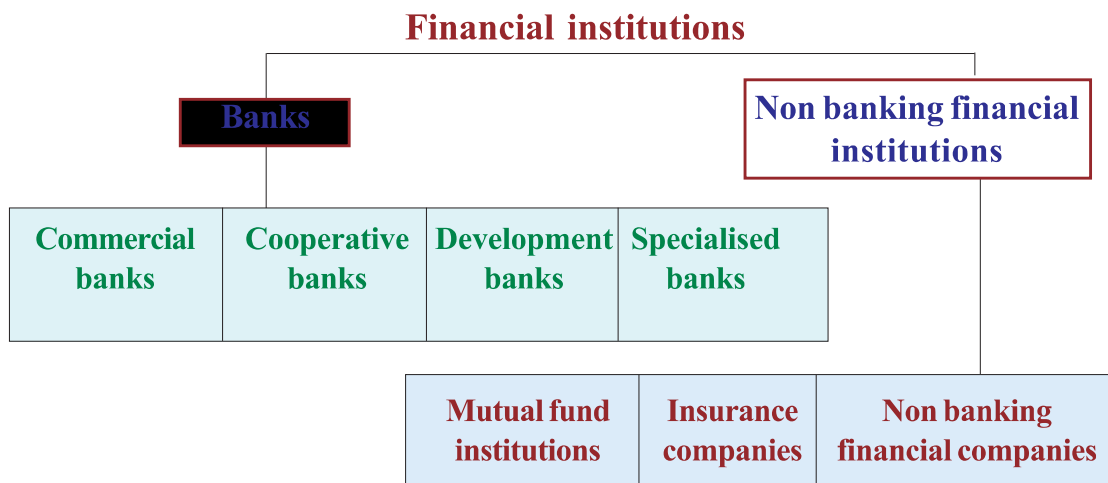 Financial institutions
Banks
Non banking financial
institutions
Commercial
banks
Cooperative
banks
Development
banks
Specialised
banks
Mutual fund
institutions
Insurance
companies
Non banking
financial companies